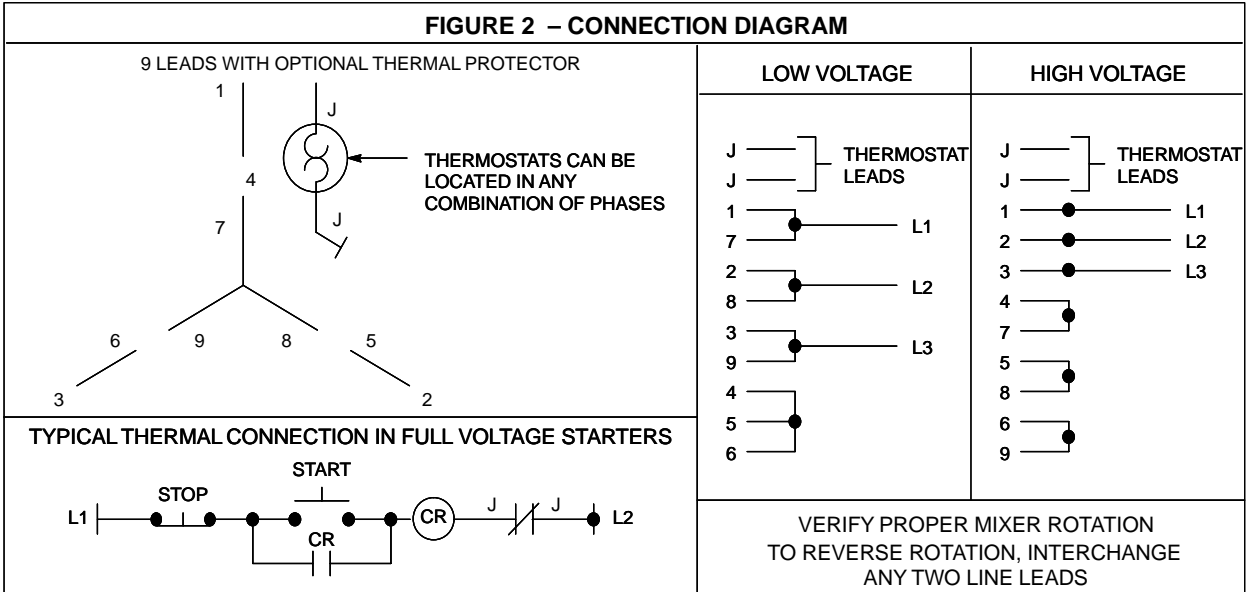 FIGURE 2 – CONNECTION DIAGRAM
9 LEADS WITH OPTIONAL THERMAL PROTECTOR
1
J
THERMOSTATS CAN BE
LOCATED IN ANY
COMBINATION OF PHASES
4
7
J
6
9
8
5
3
2
TYPICAL THERMAL CONNECTION IN FULL VOLTAGE STARTERS
START
STOP
L1
CR
J
J
L2
CR
LOW VOLTAGE
J
J
THERMOSTAT
LEADS
1
7
L1
2
8
L2
3
9
L3
4
5
6
HIGH VOLTAGE
J
J
THERMOSTAT
LEADS
1 L1
2 L2
3 L3
4
7
5
8
6
9
VERIFY PROPER MIXER ROTATION
TO REVERSE ROTATION, INTERCHANGE
ANY TWO LINE LEADS